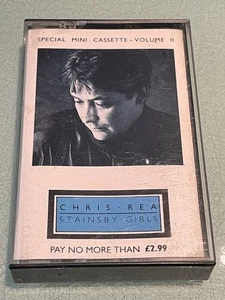 SPECIAL MINI CASSETTE - VOLUME II
CHRIS · REA
STAINSBY · GIRLS
PAY NO MORE THAN £2.99